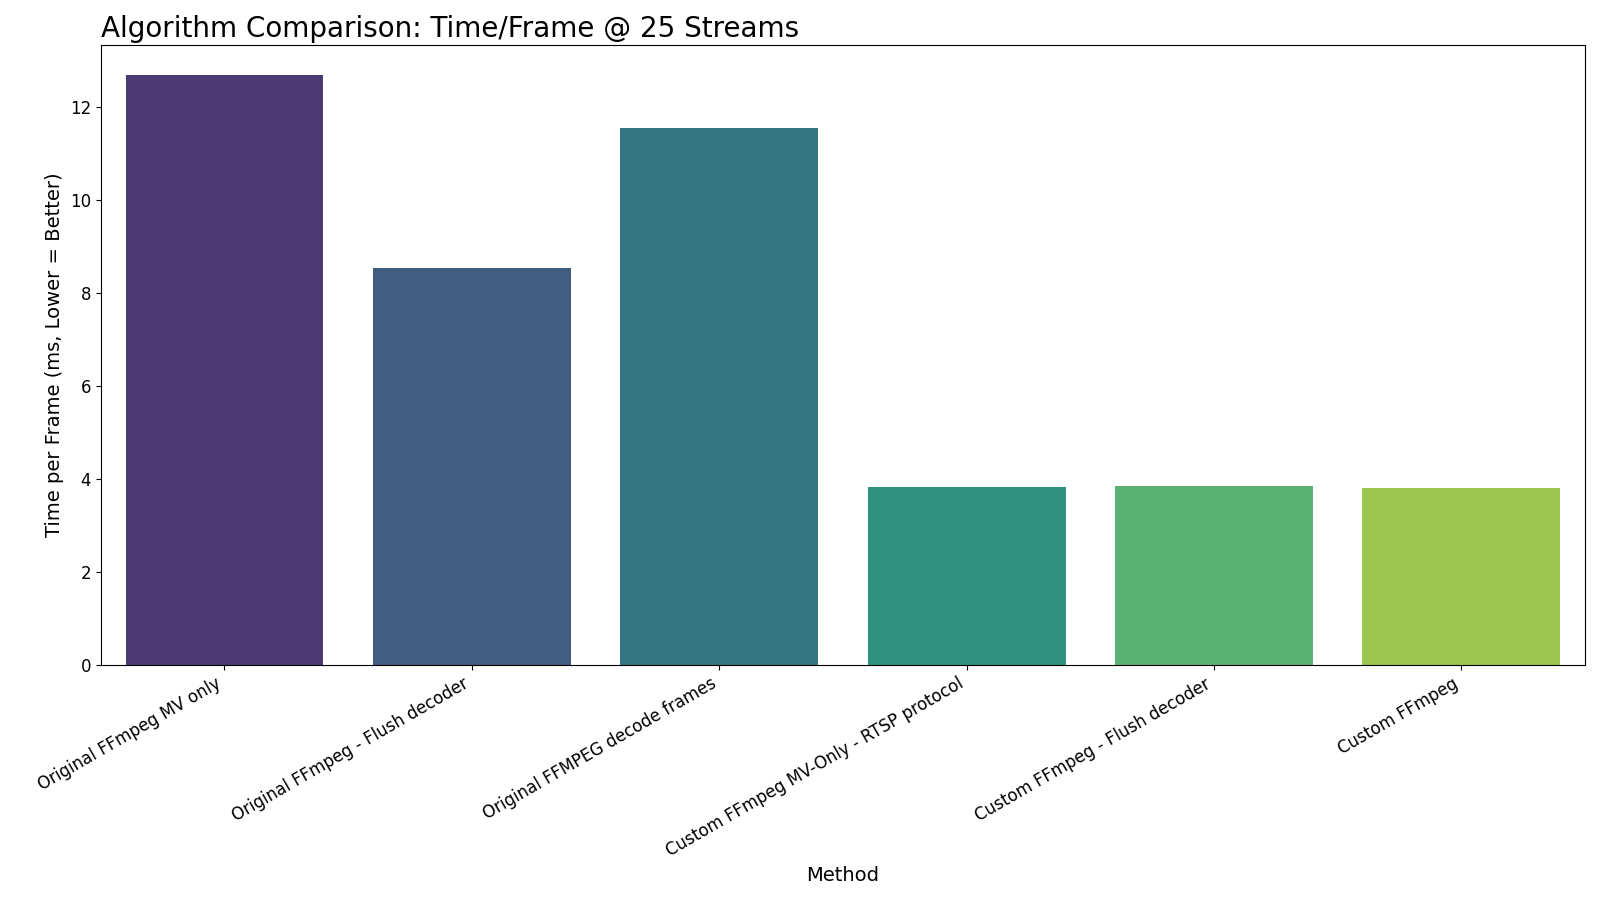 Algorithm Comparison: Time/Frame @ 25 Streams
Time per Frame (ms, Lower = Better)
12
10
8
6
4
2
0
Original FFmpeg MV only
Original FFmpeg - Flush decoder
Original FFMPEG decode frames
Custom FFmpeg MV-Only - RTSP protocol
Custom FFmpeg - Flush decoder
Custom FFmpeg
Method